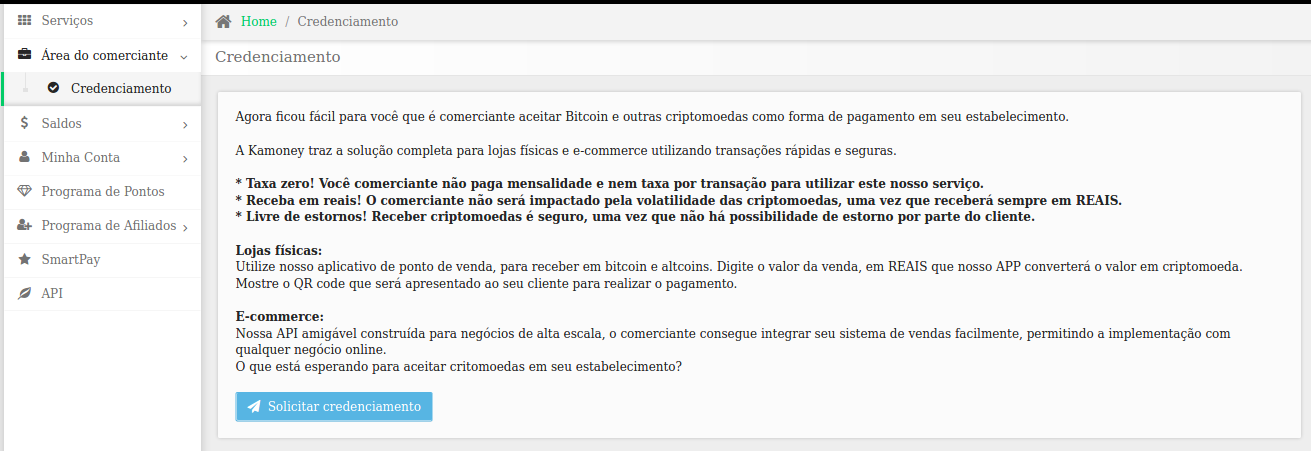 Serviços
Área do comerciante
Credenciamento
Saldos
Minha Conta
Programa de Pontos
Programa de Afiliados
SmartPay
API
Home / Credenciamento
Credenciamento
Agora ficou fácil para você que é comerciante aceitar Bitcoin e outras criptomoedas como forma de pagamento em seu estabelecimento.
A Kamoney traz a solução completa para lojas físicas e e-commerce utilizando transações rápidas e seguras.
* Taxa zero! Você comerciante não paga mensalidade e nem taxa por transação para utilizar este nosso serviço.
* Receba em reais! O comerciante não será impactado pela volatilidade das criptomoedas, uma vez que receberá sempre em REAIS.
* Livre de estornos! Receber criptomoedas é seguro, uma vez que não há possibilidade de estorno por parte do cliente.
Lojas físicas:
Utilize nosso aplicativo de ponto de venda, para receber em bitcoin e altcoins. Digite o valor da venda, em REAIS que nosso APP converterá o valor em criptomoeda.
Mostre o QR code que será apresentado ao seu cliente para realizar o pagamento.
E-commerce:
Nossa API amigável construída para negócios de alta escala, o comerciante consegue integrar seu sistema de vendas facilmente, permitindo a implementação com
qualquer negócio online.
O que está esperando para aceitar critomoedas em seu estabelecimento?
Solicitar credenciamento